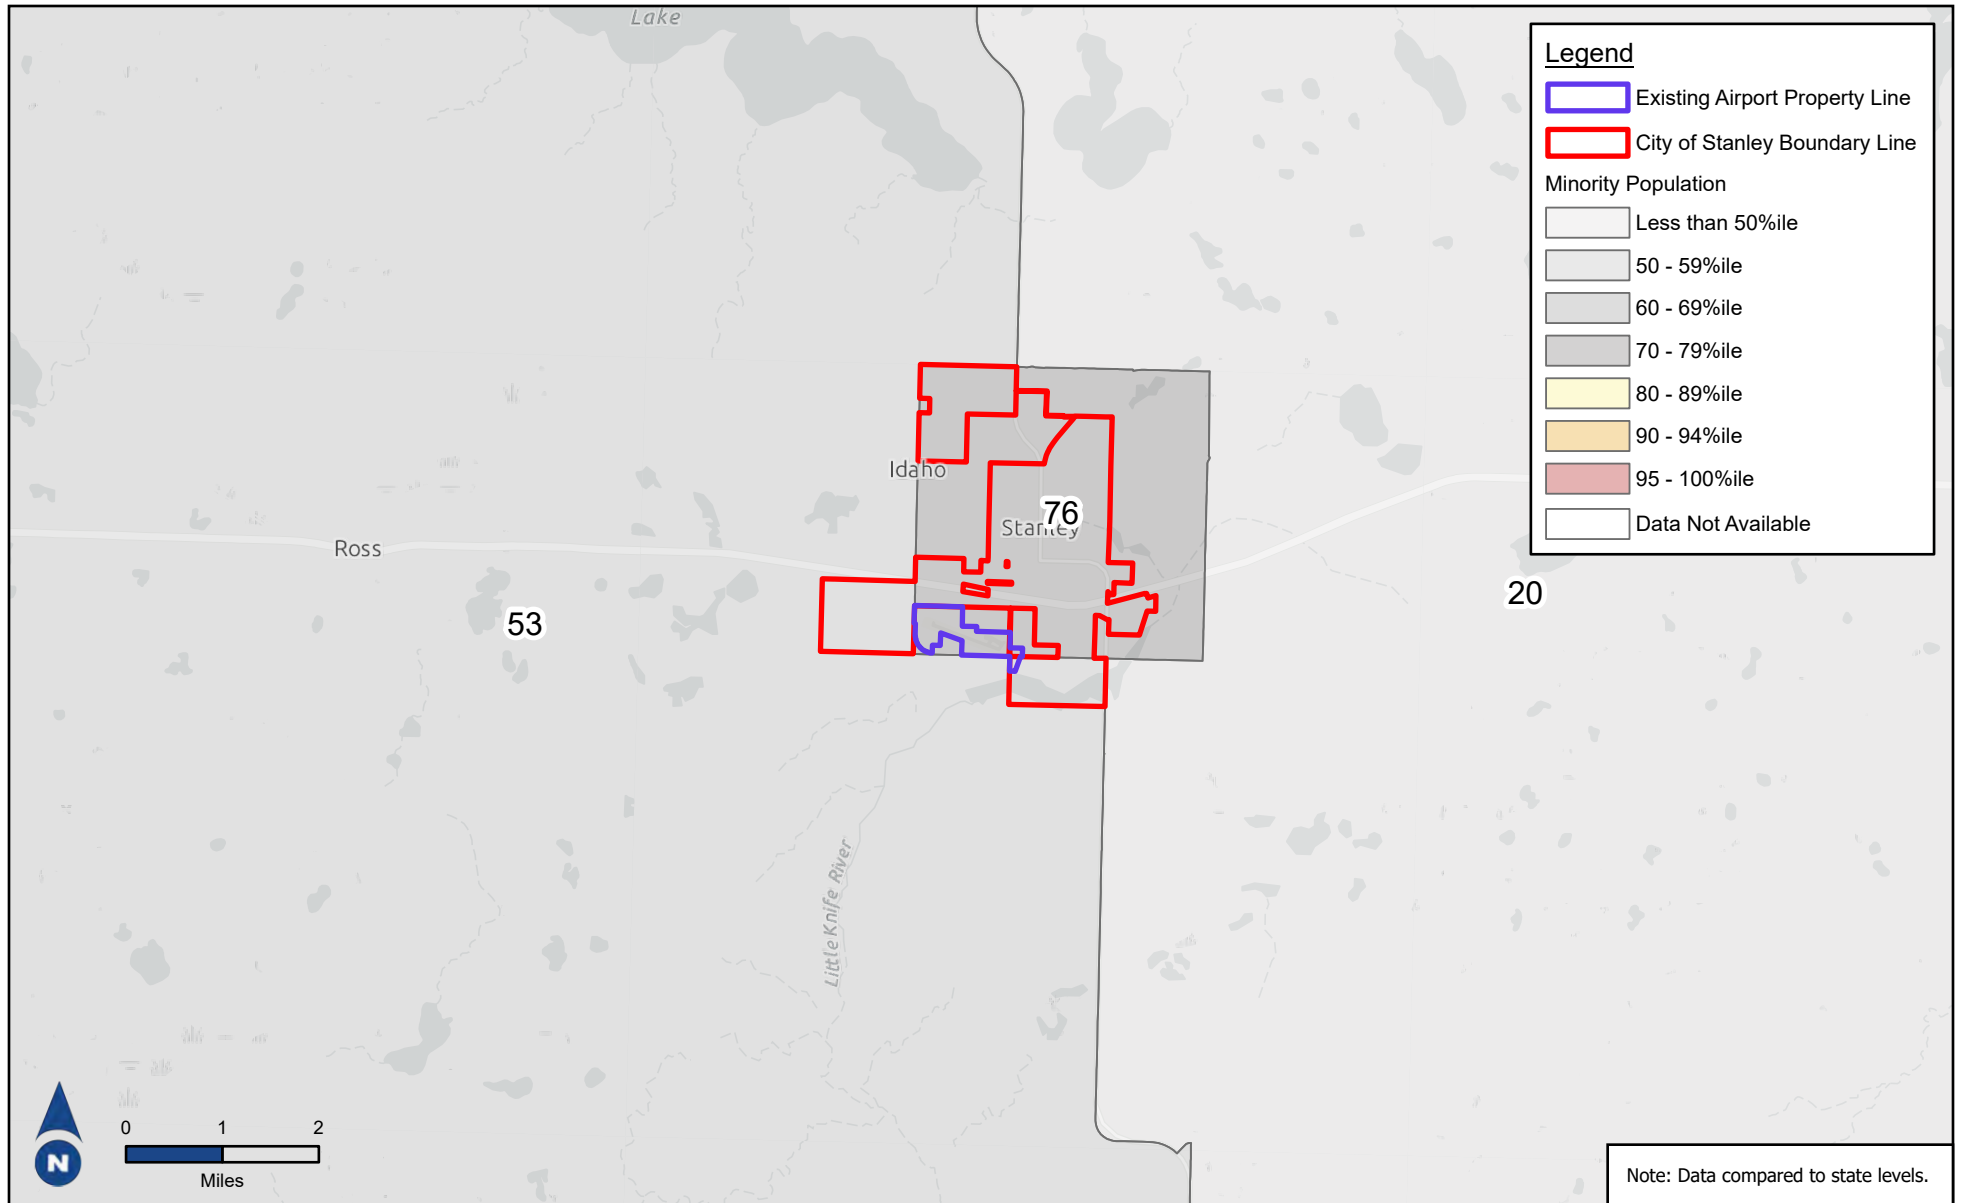 Lake
Legend
Existing Airport Property Line
City of Stanley Boundary Line
Minority Population
Less than 50%ile
50 - 59%ile
60 - 69%ile
70 - 79%ile
80 - 89%ile
90 - 94%ile
95 - 100%ile
Data Not Available
Idaho
76
Stanley
Ross
53
20
Little Knife River
0 1 2
Miles
N
Note: Data compared to state levels.